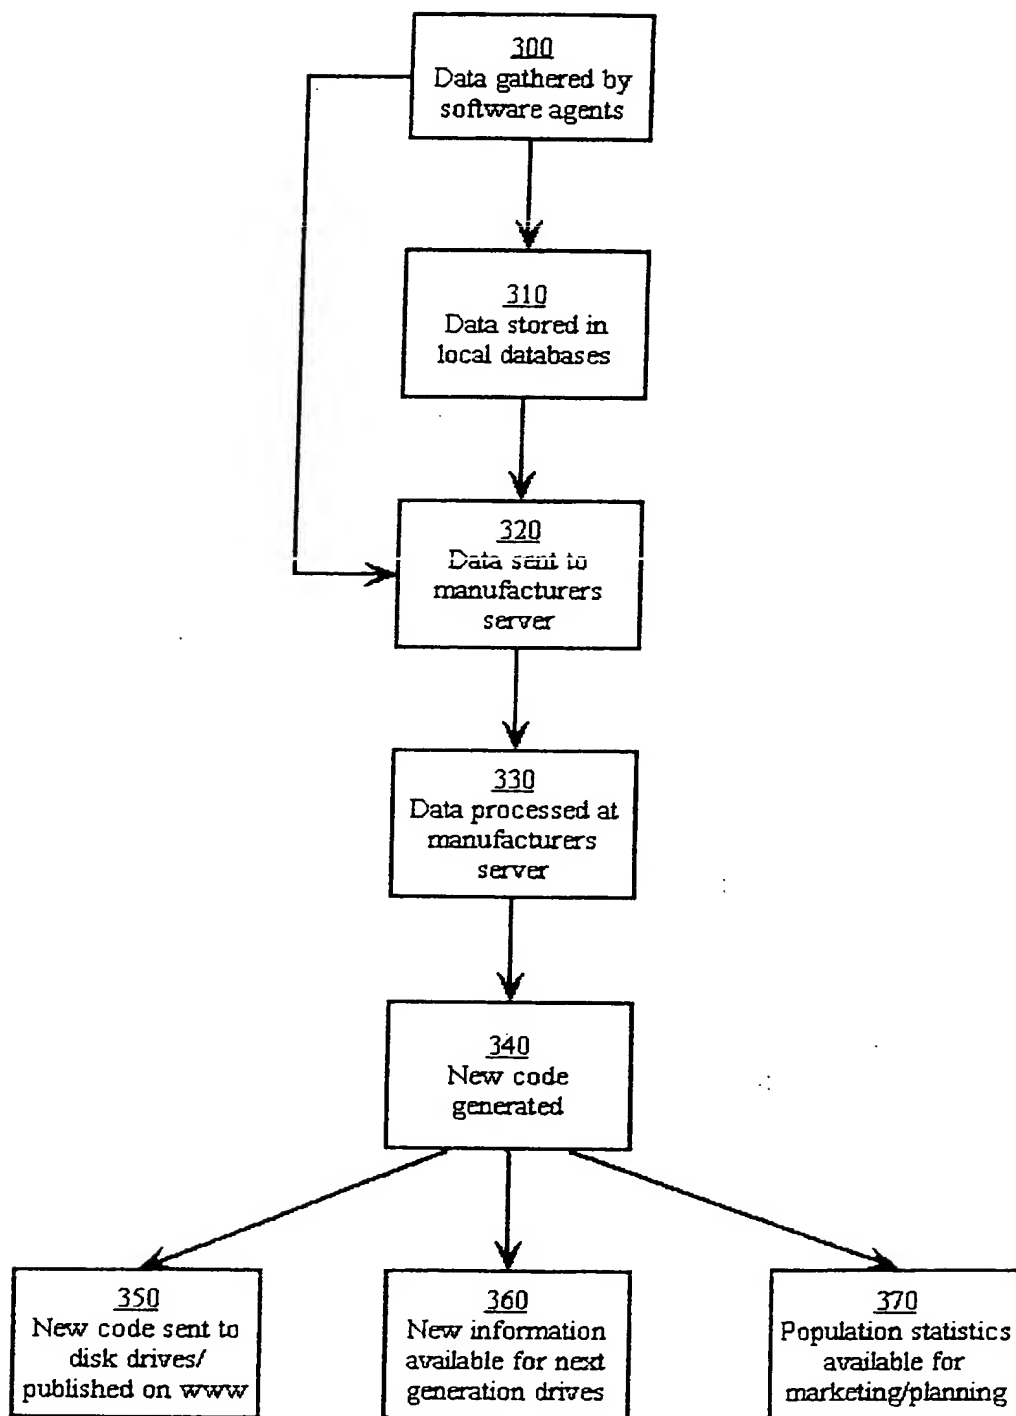 300
Data gathered by
software agents
310
Data stored in
local databases
320
Data sent to
manufacturers
server
330
Data processed at
manufacturers
server
340
New code
generated
350
New code sent to
disk drives/
published on www
360
New information
available for next
generation drives
370
Population statistics
available for
marketing/planning